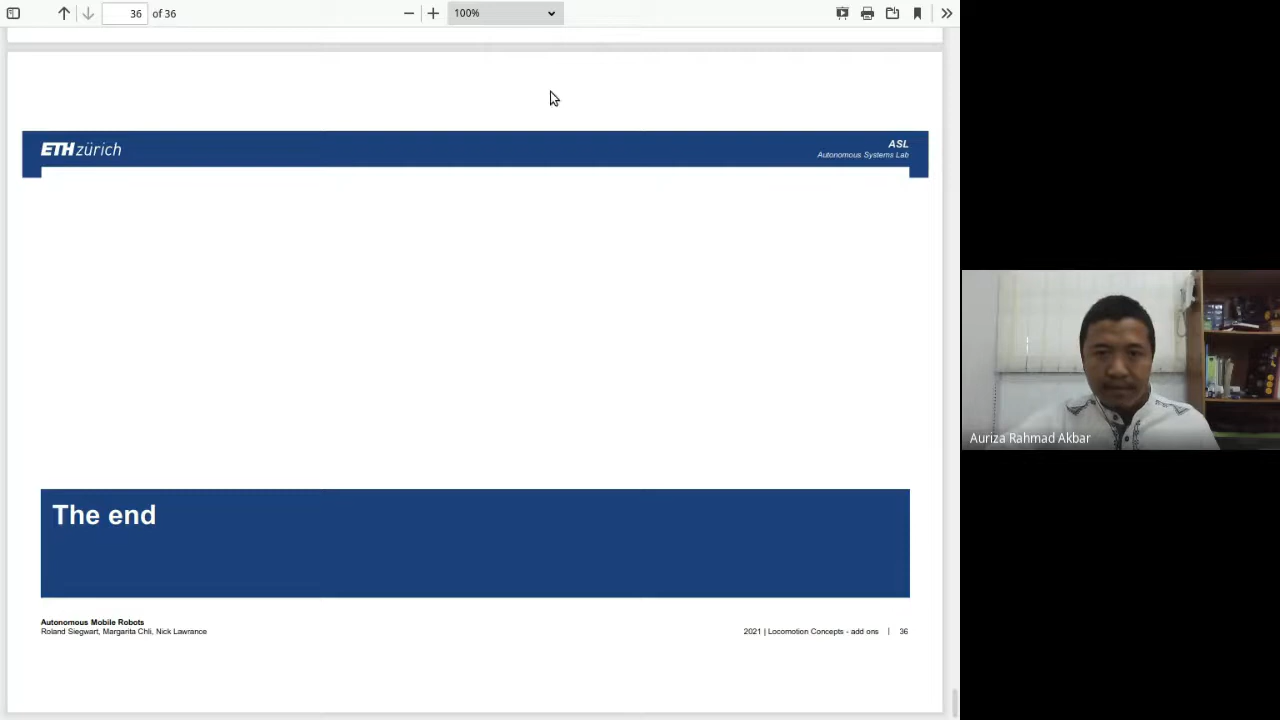 36 of 36 100%
ETH zürich
ASL
Autonomous Systems Lab
The end
Autonomous Mobile Robots
Roland Siegwart, Margarita Chli, Nick Lawrance
2021 | Locomotion Concepts - add ons | 36
Auriza Rahmad Akbar